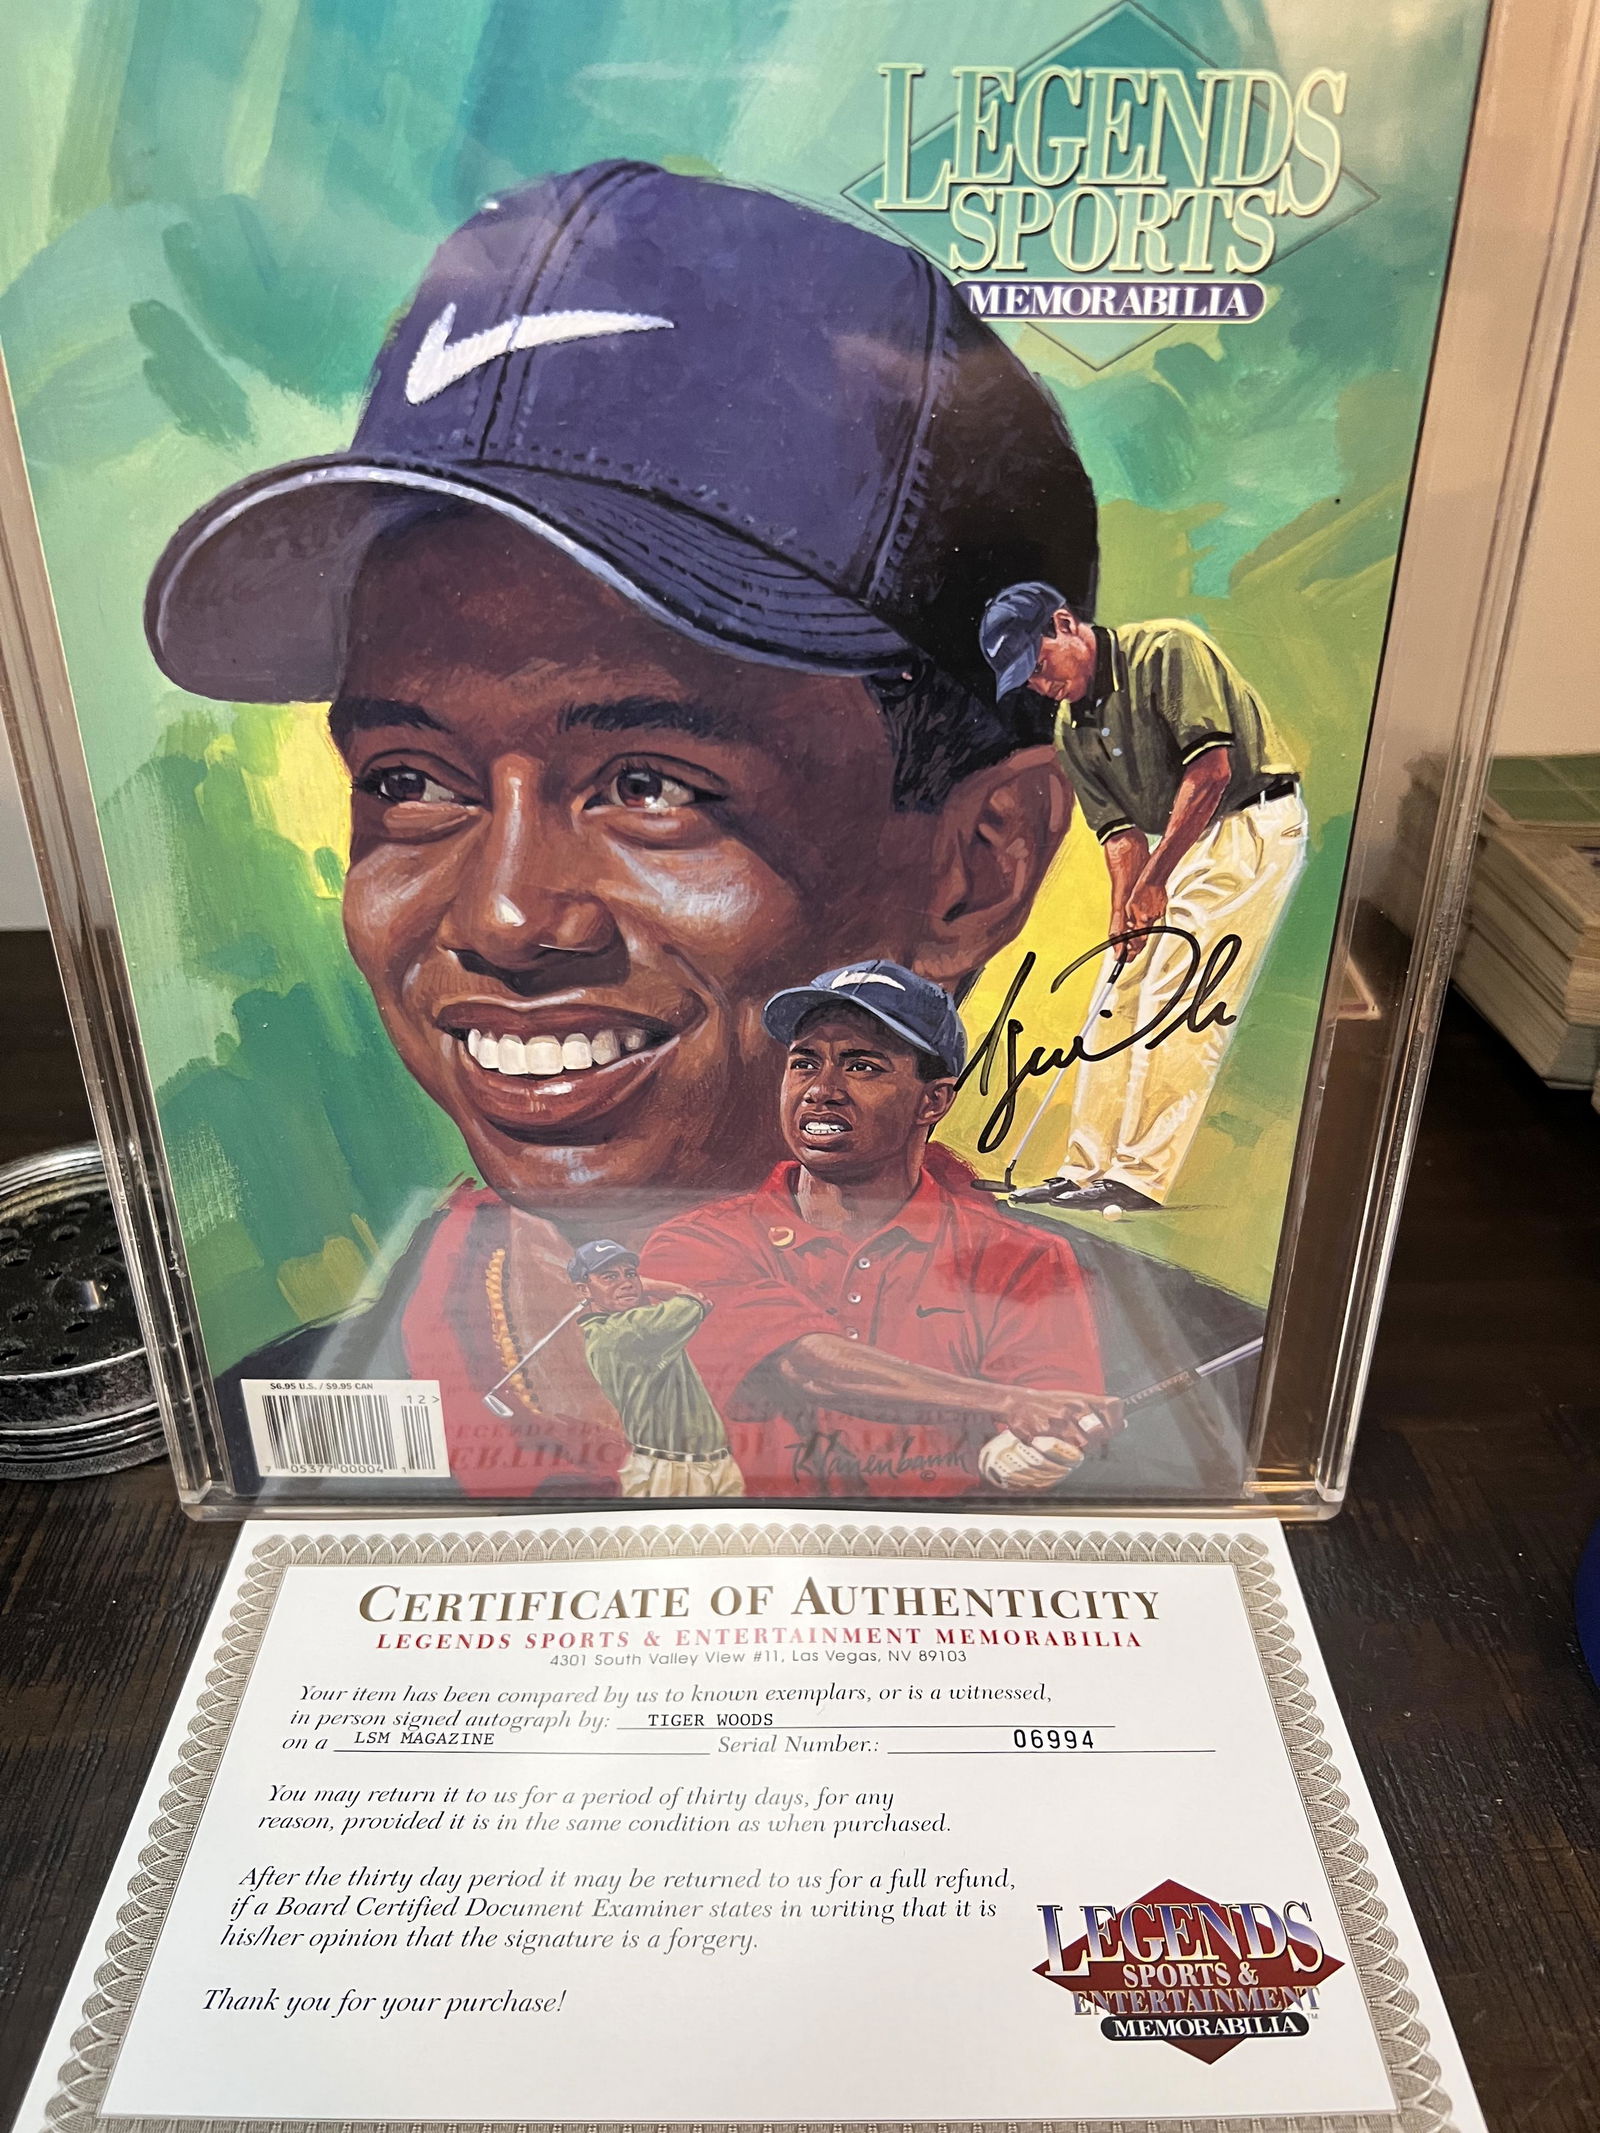 LEGENDS
SPORTS
MEMORABILIA
$6.95 U.S. / $9.95 CAN
12>
7 05377 00004 1
CERTIFICATE OF AUTHENTICITY
LEGENDS SPORTS & ENTERTAINMENT MEMORABILIA
4301 South Valley View #11, Las Vegas, NV 89103
Your item has been compared by us to known exemplars, or is a witnessed,
in person signed autograph by: TIGER WOODS
on a LSM MAGAZINE Serial Number.: 06994
You may return it to us for a period of thirty days, for any
reason, provided it is in the same condition as when purchased.
After the thirty day period it may be returned to us for a full refund,
if a Board Certified Document Examiner states in writing that it is
his/her opinion that the signature is a forgery.
Thank you for your purchase!
LEGENDS
SPORTS &
ENTERTAINMENT
MEMORABILIA™